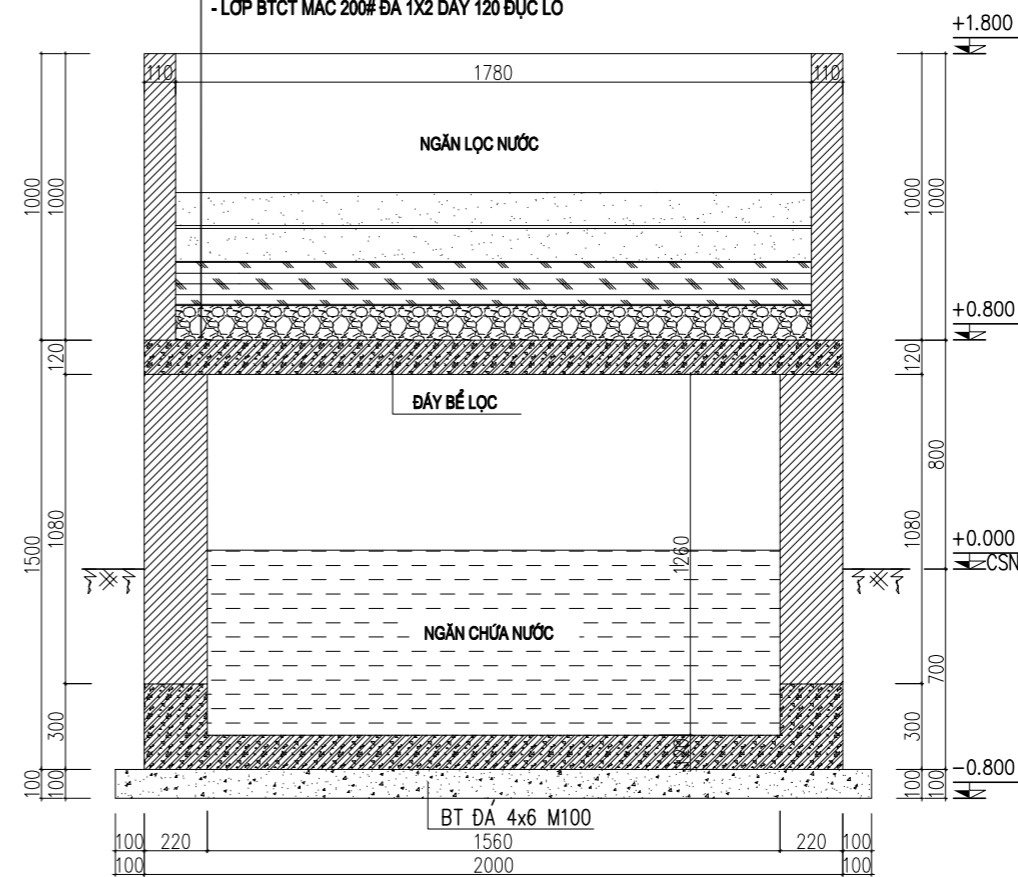 - LỚP BTCT MÁC 200# ĐÁ 1X2 DÀY 120 ĐỤC LỖ
+1.800
110 1780 110
NGĂN LỌC NƯỚC
1000 1000 1000 1000
+0.800
120 120
ĐÁY BỂ LỌC
800
1500 1080 1260 1080
+0.000
CSN
NGĂN CHỨA NƯỚC
700
300 300
-0.800
100 100 100 100
BT ĐÁ 4x6 M100
100 220 1560 220 100
100 2000 100